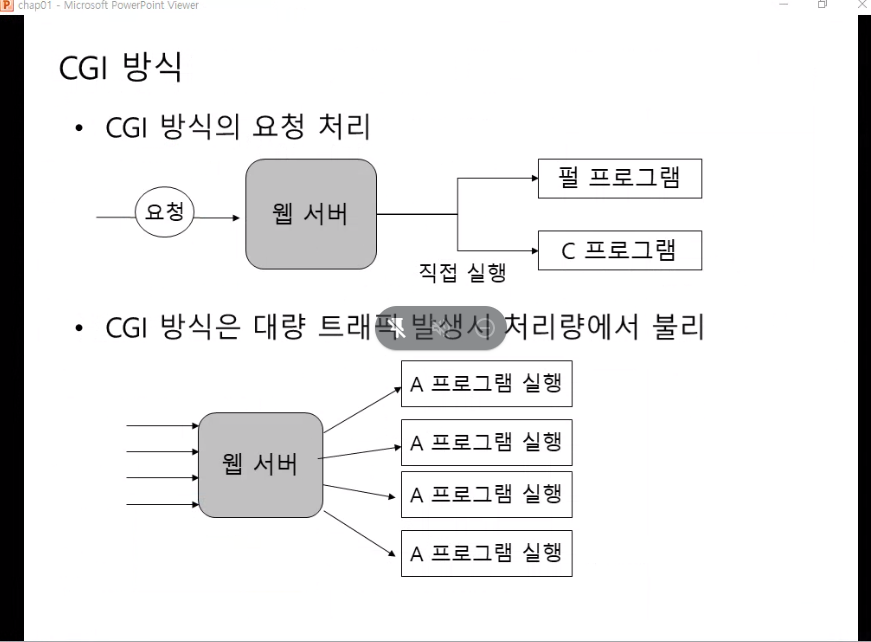 chap01 - Microsoft PowerPoint Viewer
CGI 방식
• CGI 방식의 요청 처리
요청
웹 서버
펄 프로그램
C 프로그램
직접 실행
• CGI 방식은 대량 트래픽 발생시 처리량에서 불리
웹 서버
A 프로그램 실행
A 프로그램 실행
A 프로그램 실행
A 프로그램 실행